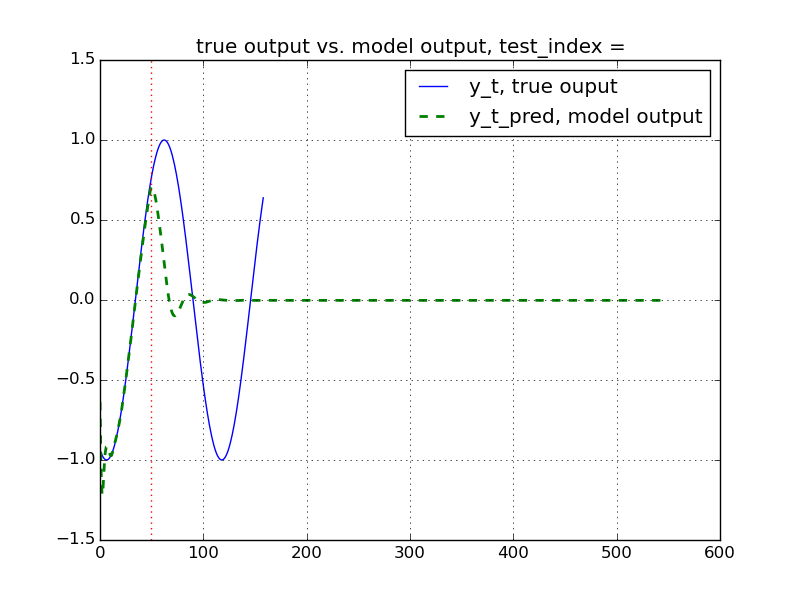 true output vs. model output, test_index =
y_t, true ouput
y_t_pred, model output
1.5
1.0
0.5
0.0
−0.5
−1.0
−1.5
0 100 200 300 400 500 600